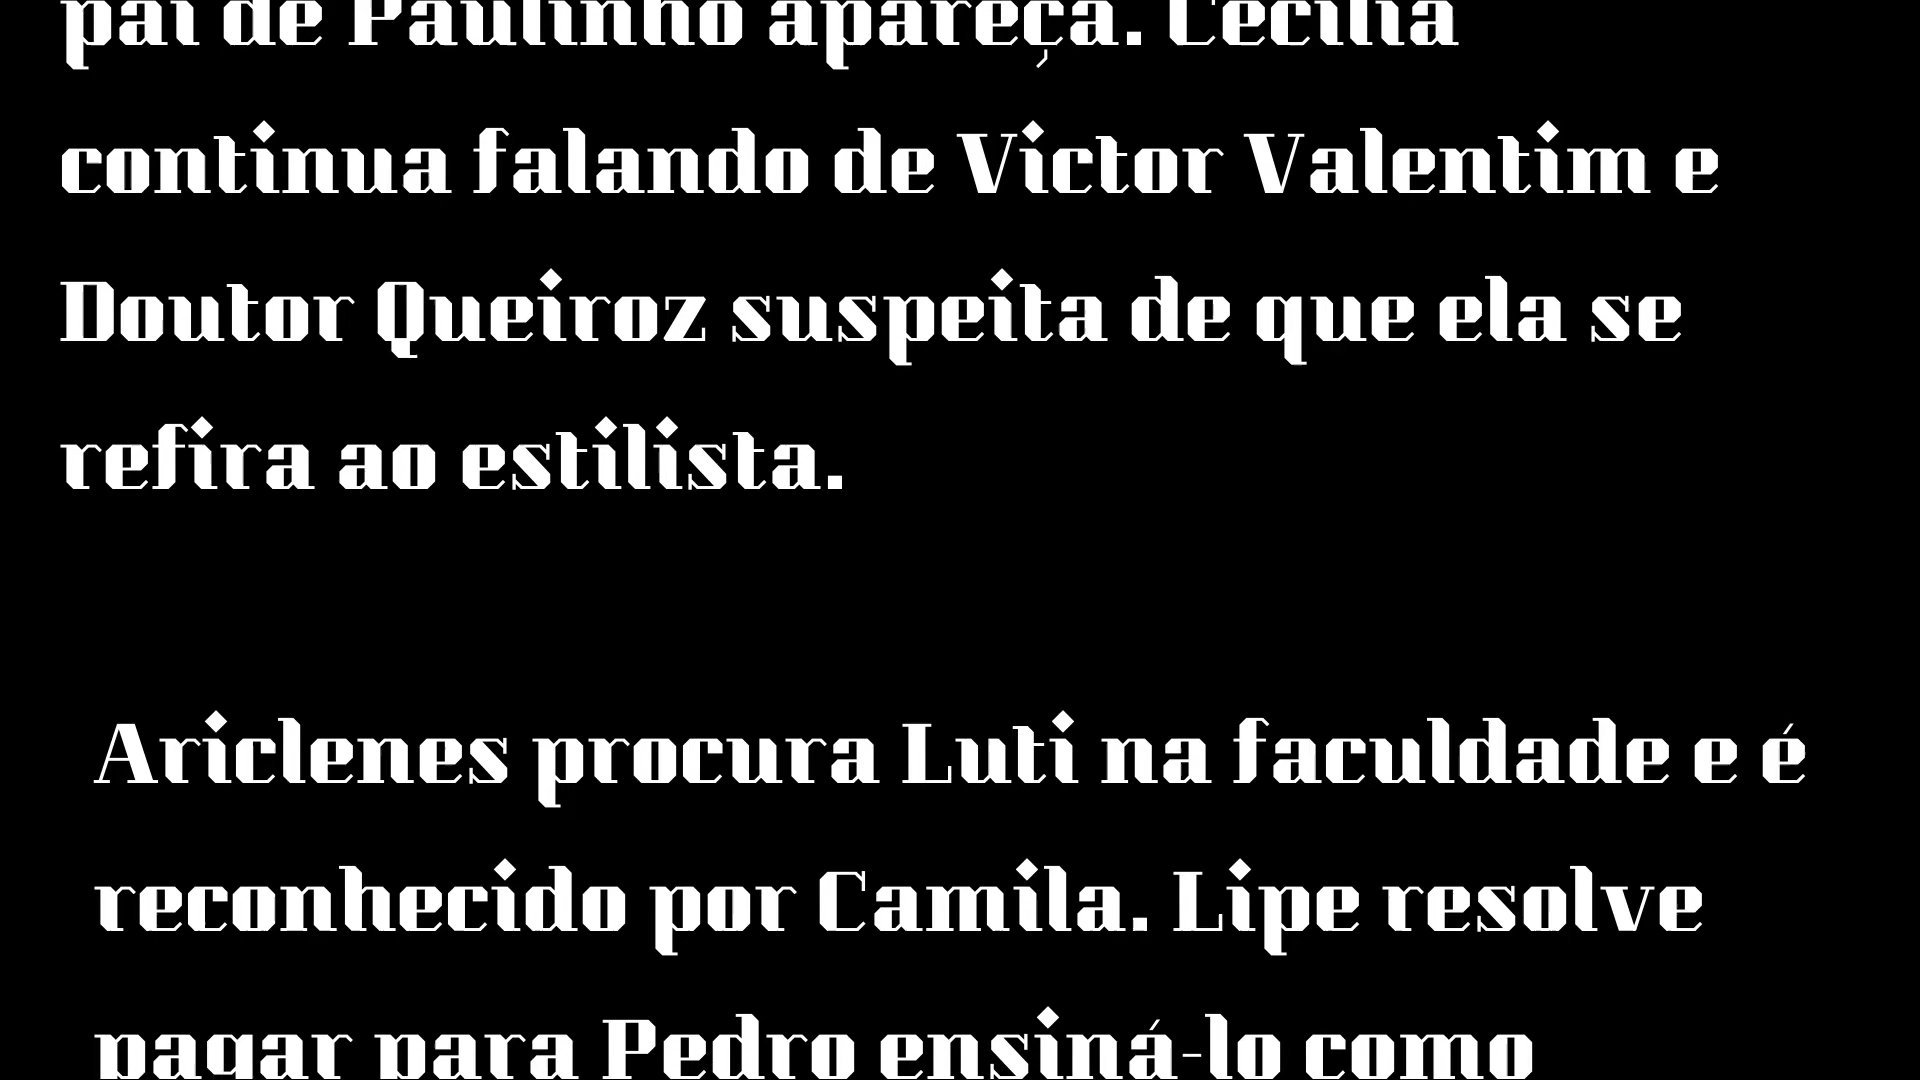 pai de Paulinho apareça. Cecília
continua falando de Victor Valentim e
Doutor Queiroz suspeita de que ela se
refira ao estilista.
Ariclenes procura Luti na faculdade e é
reconhecido por Camila. Lipe resolve
pagar para Pedro ensiná-lo como